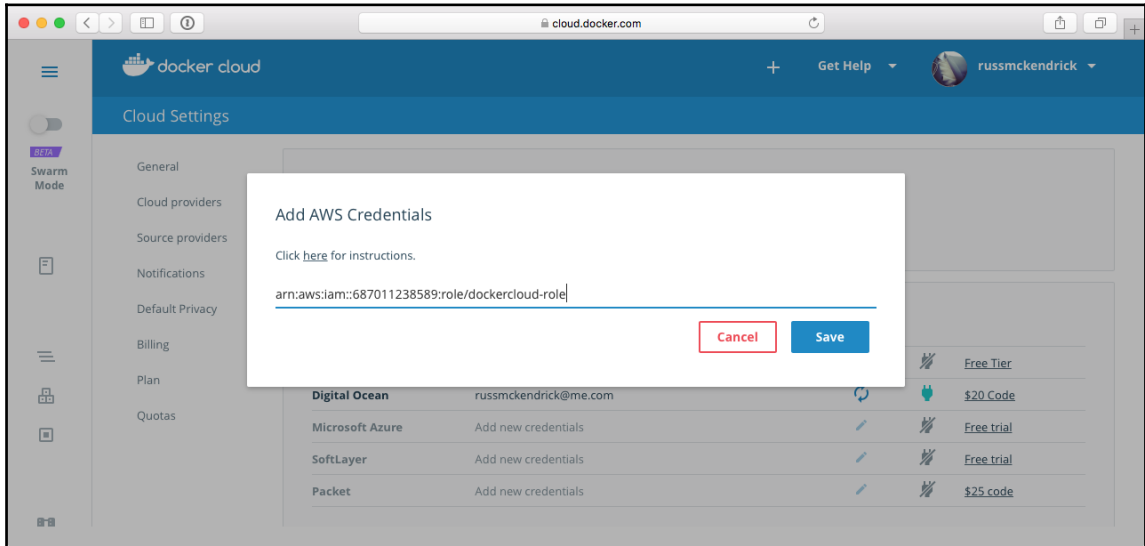 cloud.docker.com
docker cloud
+ Get Help russmckendrick
Cloud Settings
BETA
Swarm
Mode
General
Cloud providers
Source providers
Notifications
Default Privacy
Billing
Plan
Quotas
Add AWS Credentials
Click here for instructions.
arn:aws:iam::687011238589:role/dockercloud-role
Cancel Save
Free Tier
Digital Ocean russmckendrick@me.com $20 Code
Microsoft Azure Add new credentials Free trial
SoftLayer Add new credentials Free trial
Packet Add new credentials $25 code